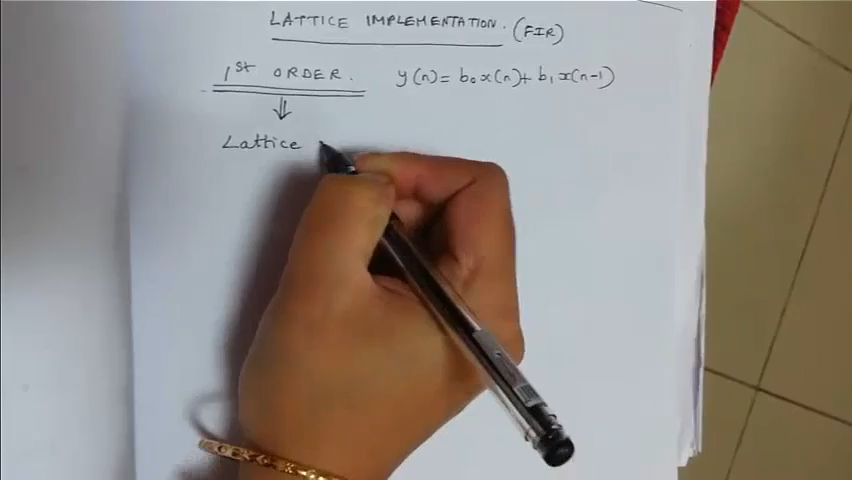 LATTICE IMPLEMENTATION. (FIR)
1st ORDER. y(n) = b₀x(n) + b₁x(n-1)
⇓
Lattice